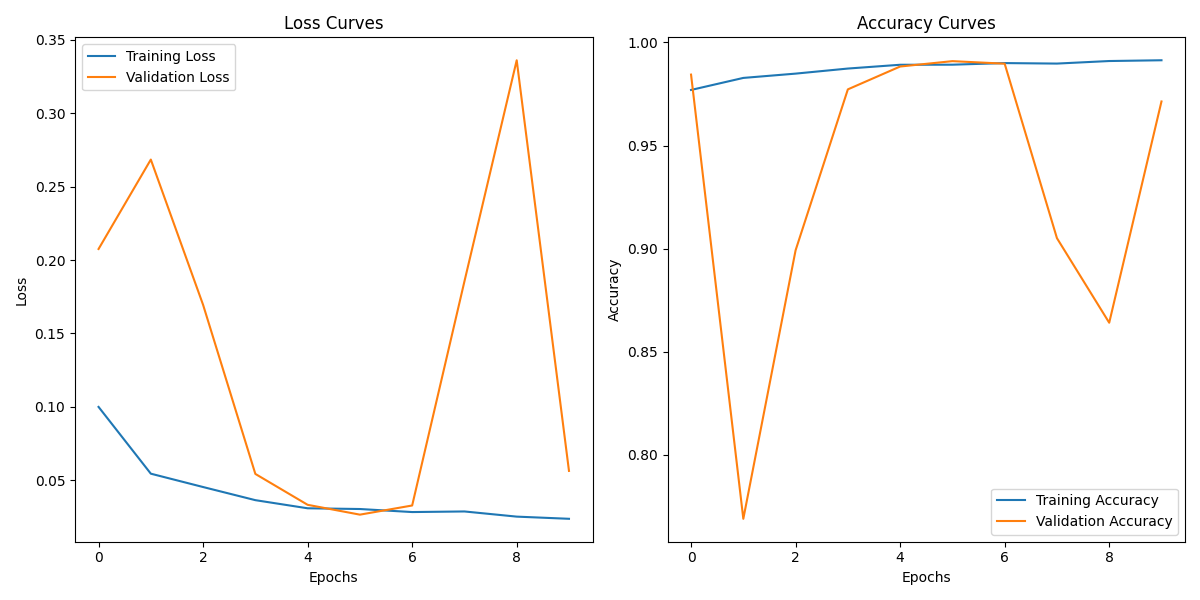 Loss Curves
0.35
0.30
0.25
0.20
0.15
0.10
0.05
Loss
Training Loss
Validation Loss
0 2 4 6 8
Epochs
Accuracy Curves
1.00
0.95
0.90
0.85
0.80
Accuracy
Training Accuracy
Validation Accuracy
0 2 4 6 8
Epochs